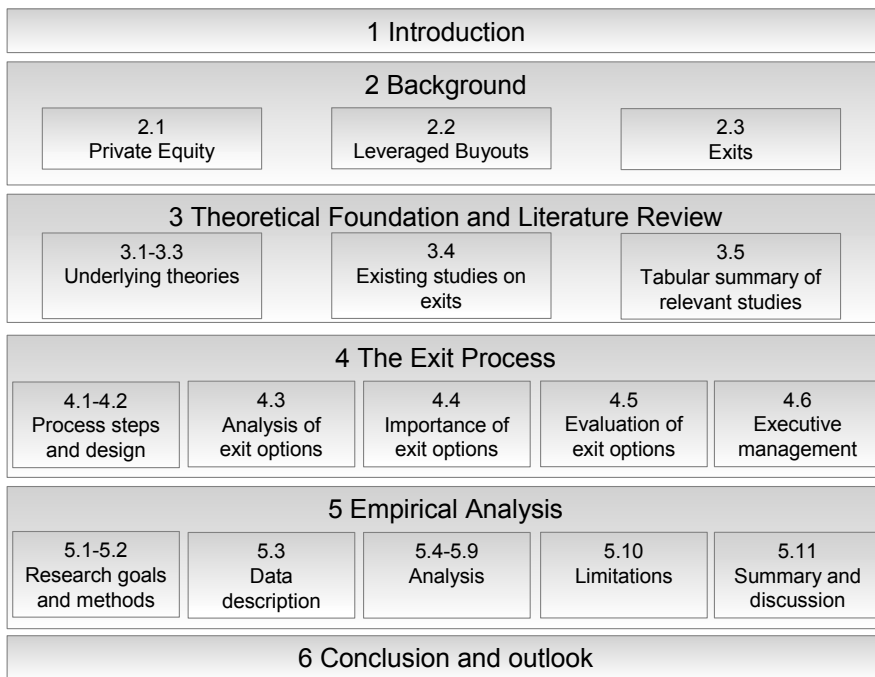 1 Introduction
2 Background
2.1
Private Equity
2.2
Leveraged Buyouts
2.3
Exits
3 Theoretical Foundation and Literature Review
3.1-3.3
Underlying theories
3.4
Existing studies on
exits
3.5
Tabular summary of
relevant studies
4 The Exit Process
4.1-4.2
Process steps
and design
4.3
Analysis of
exit options
4.4
Importance of
exit options
4.5
Evaluation of
exit options
4.6
Executive
management
5 Empirical Analysis
5.1-5.2
Research goals
and methods
5.3
Data
description
5.4-5.9
Analysis
5.10
Limitations
5.11
Summary and
discussion
6 Conclusion and outlook